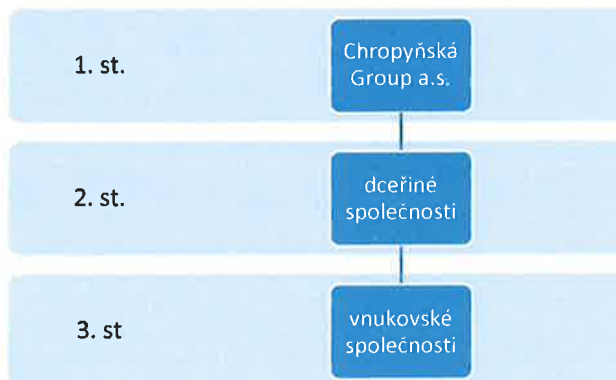 1. st.
Chropyňská
Group a.s.
2. st.
dceřiné
společnosti
3. st
vnukovské
společnosti